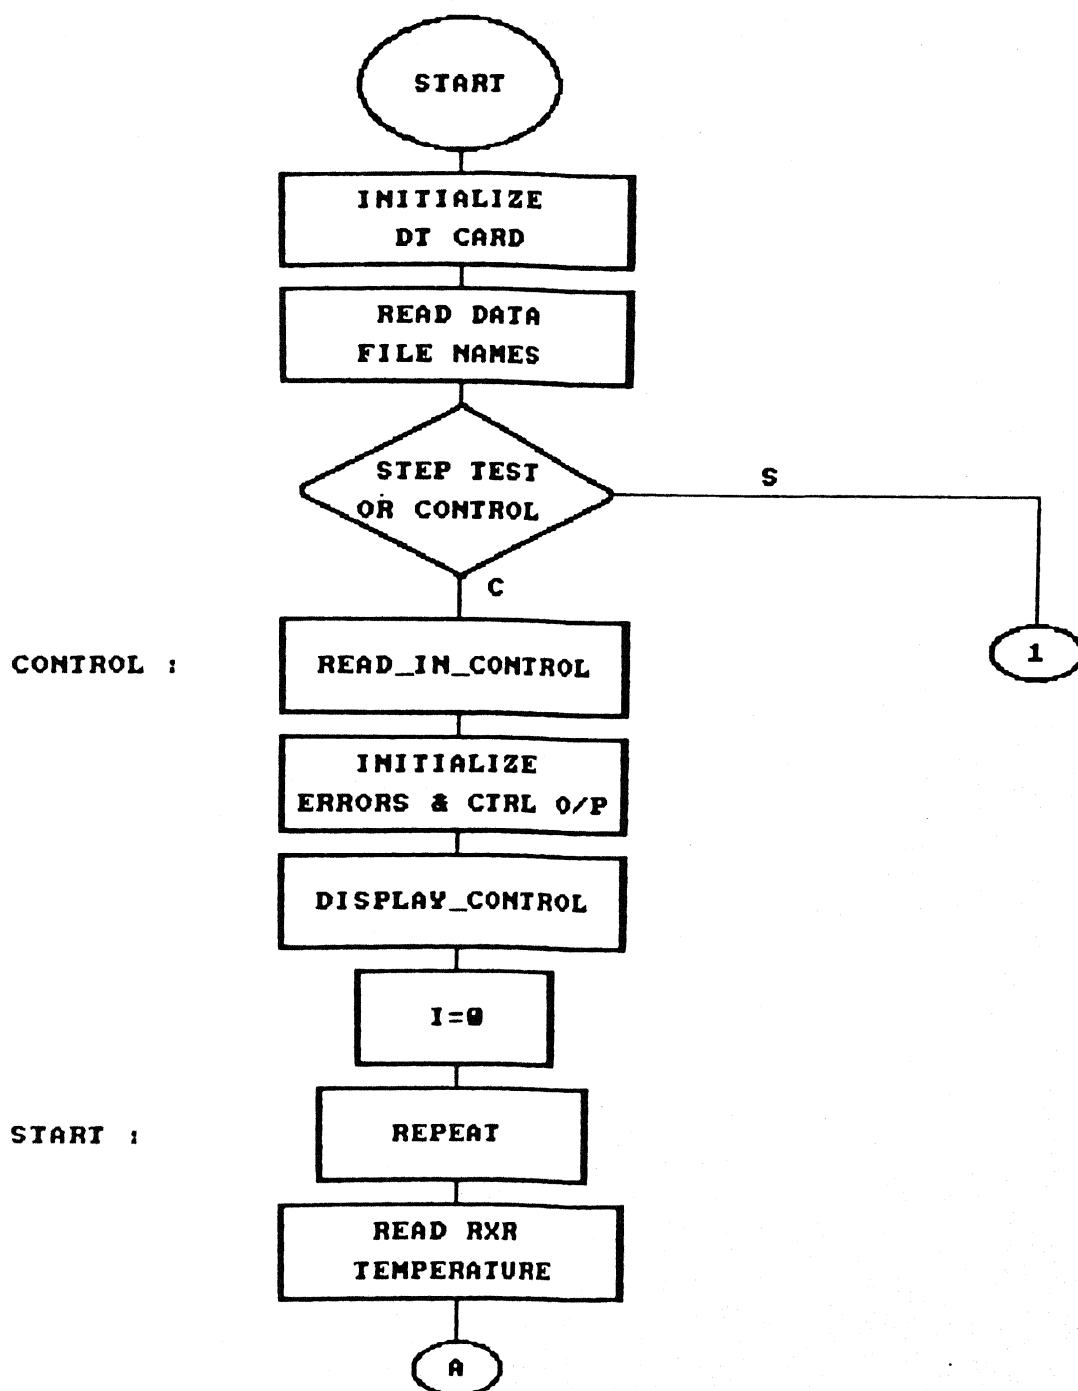 START
INITIALIZE
DT CARD
READ DATA
FILE NAMES
STEP TEST
OR CONTROL
S
C
1
CONTROL :
READ_IN_CONTROL
INITIALIZE
ERRORS & CTRL O/P
DISPLAY_CONTROL
I=0
START :
REPEAT
READ RXR
TEMPERATURE
A